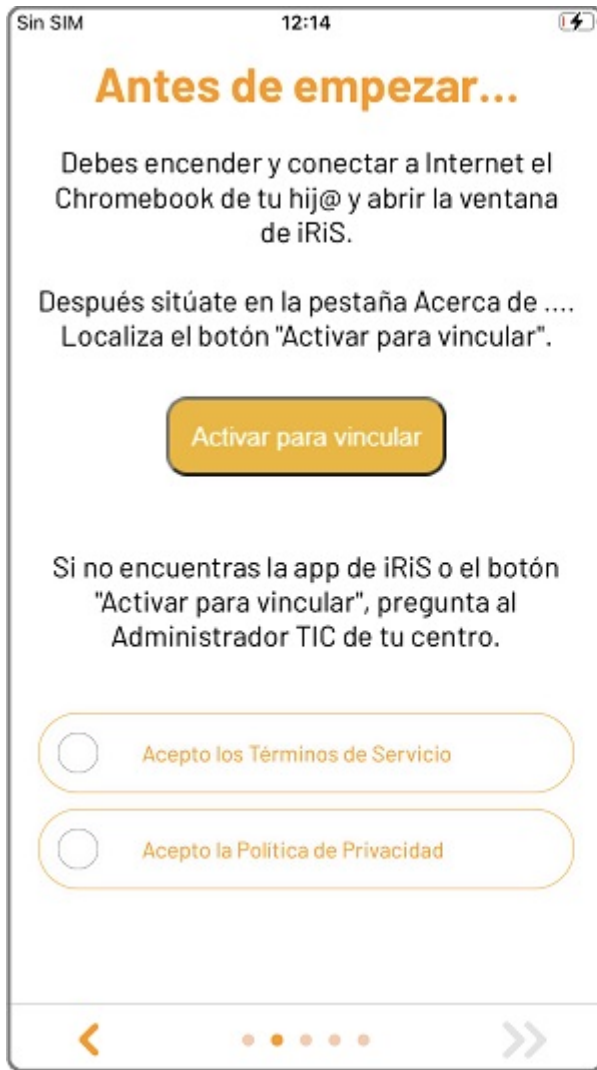 Sin SIM 12:14
Antes de empezar...
Debes encender y conectar a Internet el
Chromebook de tu hij@ y abrir la ventana
de iRiS.
Después sitúate en la pestaña Acerca de ....
Localiza el botón "Activar para vincular".
Activar para vincular
Si no encuentras la app de iRiS o el botón
"Activar para vincular", pregunta al
Administrador TIC de tu centro.
Acepto los Términos de Servicio
Acepto la Política de Privacidad